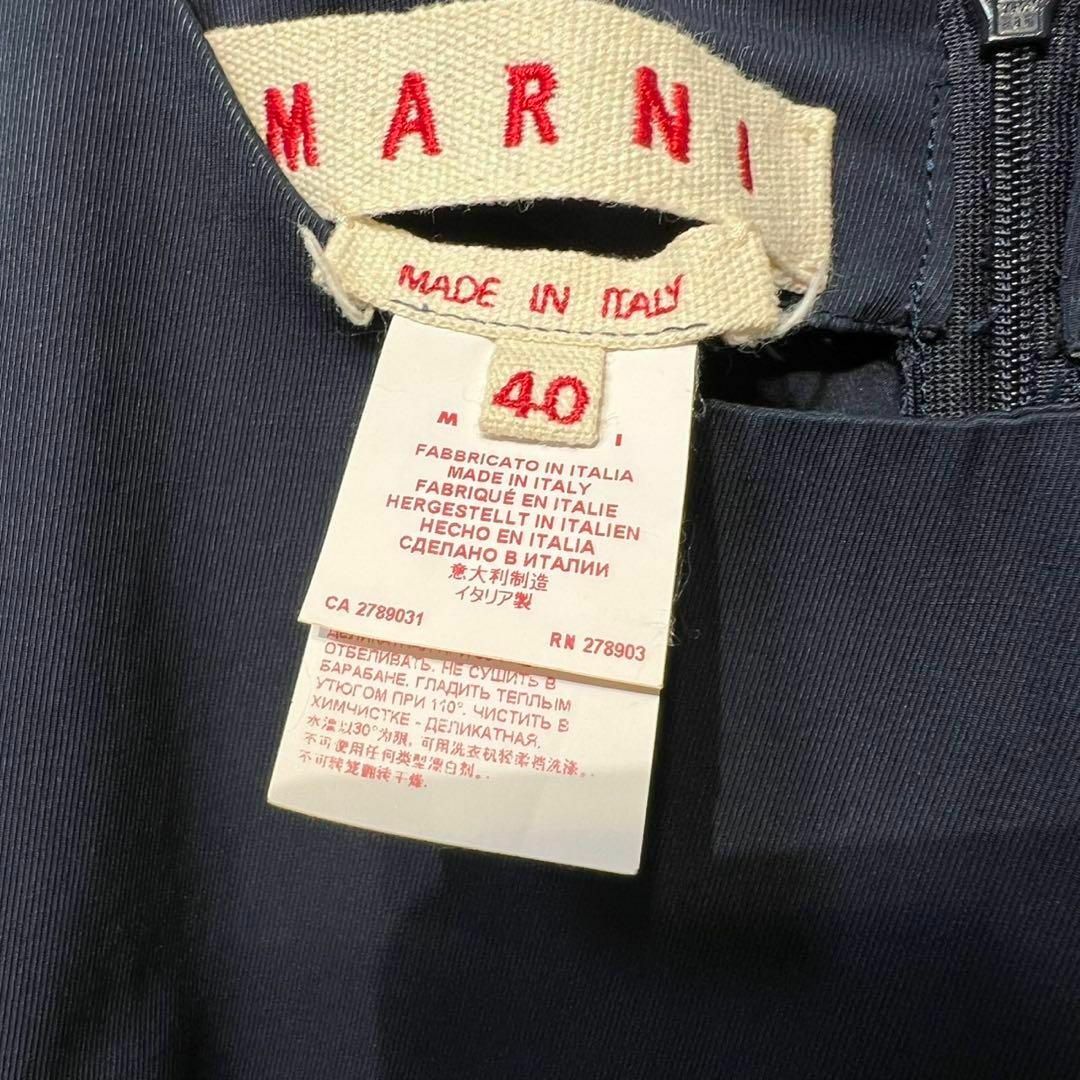 MARNI
MADE IN ITALY
40
M I
FABBRICATO IN ITALIA
MADE IN ITALY
FABRIQUÉ EN ITALIE
HERGESTELLT IN ITALIEN
HECHO EN ITALIA
СДЕЛАНО В ИТАЛИИ
意大利制造
イタリア製
CA 2789031 RN 278903
ОТБЕЛИВАТЬ. НЕ СУШИТЬ В
БАРАБАНЕ. ГЛАДИТЬ ТЕПЛЫМ
УТЮГОМ ПРИ 110°. ЧИСТИТЬ В
ХИМЧИСТКЕ - ДЕЛИКАТНАЯ.
水温以30°为限, 可用洗衣机轻柔档洗涤。
不可使用任何类型漂白剂。
不可转笼翻转干燥.